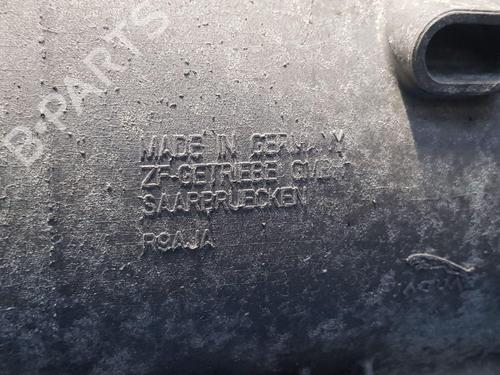 B-PARTS
MADE IN GERMANY
ZF-GETRIEBE GMBH
SAARBRUECKEN
R9AJA